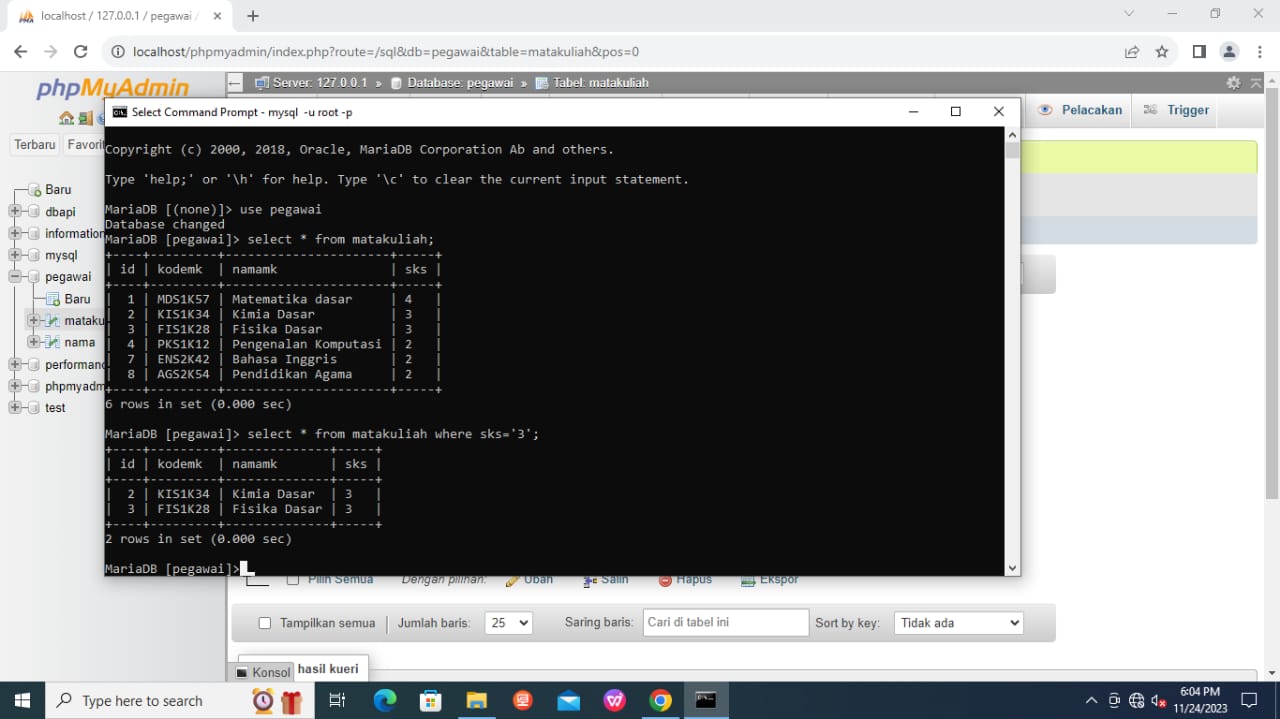 localhost / 127.0.0.1 / pegawai /
localhost/phpmyadmin/index.php?route=/sql&db=pegawai&table=matakuliah&pos=0
phpMyAdmin
Server: 127.0.0.1 » Database: pegawai » Tabel: matakuliah
Pelacakan Trigger
Terbaru Favori
Baru
dbapi
information
mysql
pegawai
Baru
mataku
nama
performanc
phpmyadm
test
Select Command Prompt - mysql -u root -p
Copyright (c) 2000, 2018, Oracle, MariaDB Corporation Ab and others.
Type 'help;' or '\h' for help. Type '\c' to clear the current input statement.
MariaDB [(none)]> use pegawai
Database changed
MariaDB [pegawai]> select * from matakuliah;
+----+---------+----------------------+-----+
| id | kodemk  | namamk               | sks |
+----+---------+----------------------+-----+
|  1 | MDS1K57 | Matematika dasar     | 4   |
|  2 | KIS1K34 | Kimia Dasar          | 3   |
|  3 | FIS1K28 | Fisika Dasar         | 3   |
|  4 | PKS1K12 | Pengenalan Komputasi | 2   |
|  7 | ENS2K42 | Bahasa Inggris       | 2   |
|  8 | AGS2K54 | Pendidikan Agama     | 2   |
+----+---------+----------------------+-----+
6 rows in set (0.000 sec)
MariaDB [pegawai]> select * from matakuliah where sks='3';
+----+---------+--------------+-----+
| id | kodemk  | namamk       | sks |
+----+---------+--------------+-----+
|  2 | KIS1K34 | Kimia Dasar  | 3   |
|  3 | FIS1K28 | Fisika Dasar | 3   |
+----+---------+--------------+-----+
2 rows in set (0.000 sec)
MariaDB [pegawai]>
Pilih Semua Dengan pilihan: Ubah Salin Hapus Ekspor
Tampilkan semua Jumlah baris: 25 Saring baris: Cari di tabel ini Sort by key: Tidak ada
Konsol hasil kueri
Type here to search
6:04 PM
11/24/2023